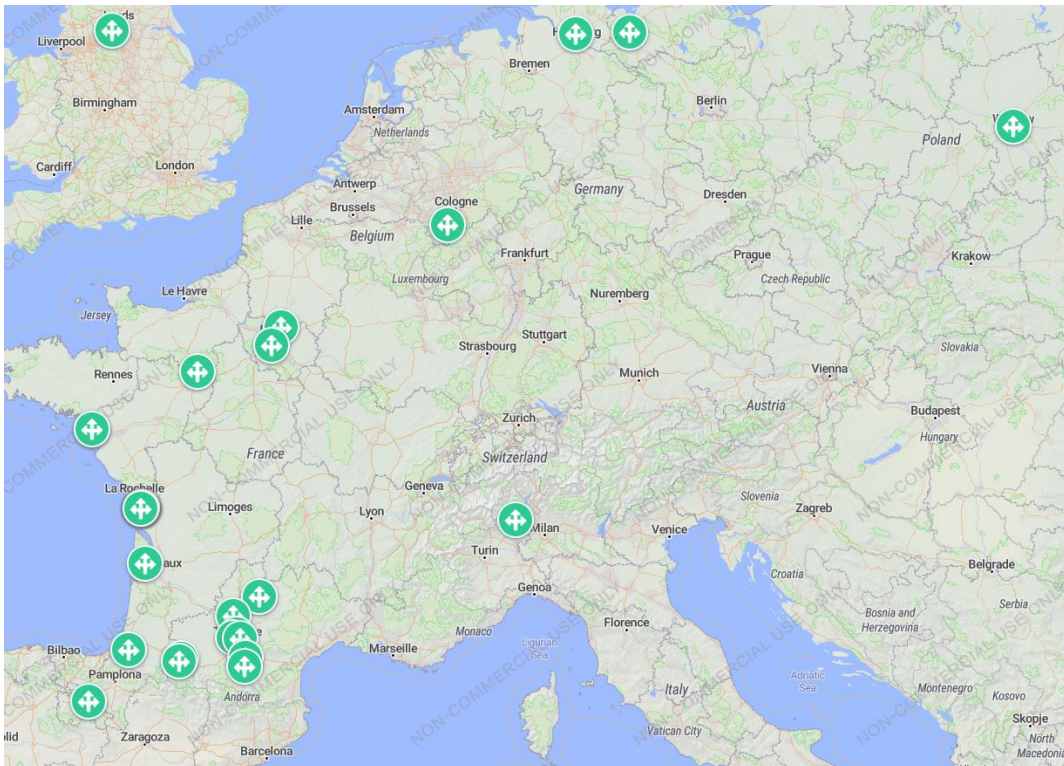 Leeds
Liverpool
Bremen
Birmingham
Berlin
Amsterdam
Netherlands
Poland
Cardiff
London
Antwerp
Germany
Dresden
Brussels
Cologne
Lille
Belgium
Frankfurt
Prague
Krakow
Luxembourg
Czech Republic
Le Havre
Nuremberg
Jersey
Stuttgart
Strasbourg
Slovakia
Rennes
Munich
Vienna
Austria
Zurich
Budapest
Hungary
France
Switzerland
Geneva
La Rochelle
Slovenia
Limoges
Lyon
Zagreb
Milan
Venice
Turin
Belgrade
Croatia
Genoa
Serbia
Bosnia and
Herzegovina
Florence
Monaco
Ligurian
Sea
Bilbao
Marseille
Pamplona
Adriatic
Sea
Andorra
Italy
Montenegro
Kosovo
Skopje
Vatican City
Zaragoza
North
Macedonia
Barcelona
NON-COMMERCIAL USE ONLY